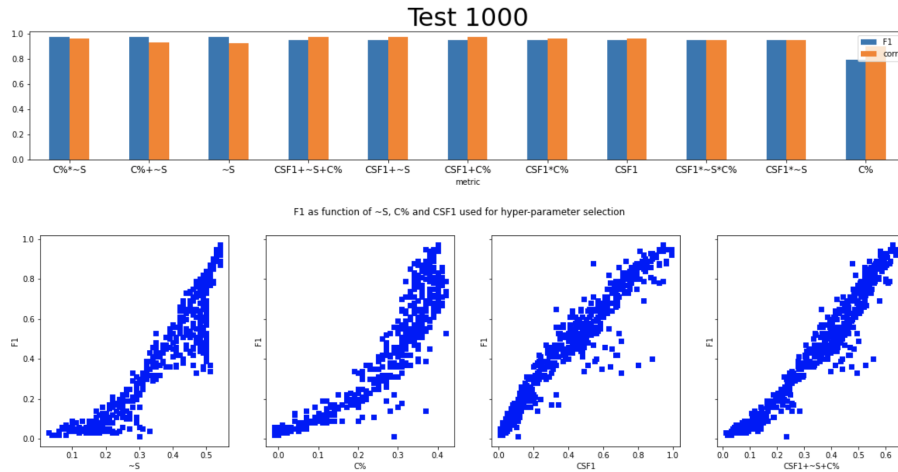 Test 1000
1.0
0.8
0.6
0.4
0.2
0.0
F1
corr
C%*~S
C%+~S
~S
CSF1+~S+C%
CSF1+~S
CSF1+C%
CSF1*C%
CSF1
CSF1*~S*C%
CSF1*~S
C%
metric
F1 as function of ~S, C% and CSF1 used for hyper-parameter selection
F1
1.0
0.8
0.6
0.4
0.2
0.0
0.1 0.2 0.3 0.4 0.5
~S
F1
0.0 0.1 0.2 0.3 0.4
C%
F1
0.0 0.2 0.4 0.6 0.8 1.0
CSF1
F1
0.0 0.1 0.2 0.3 0.4 0.5 0.6
CSF1+~S+C%